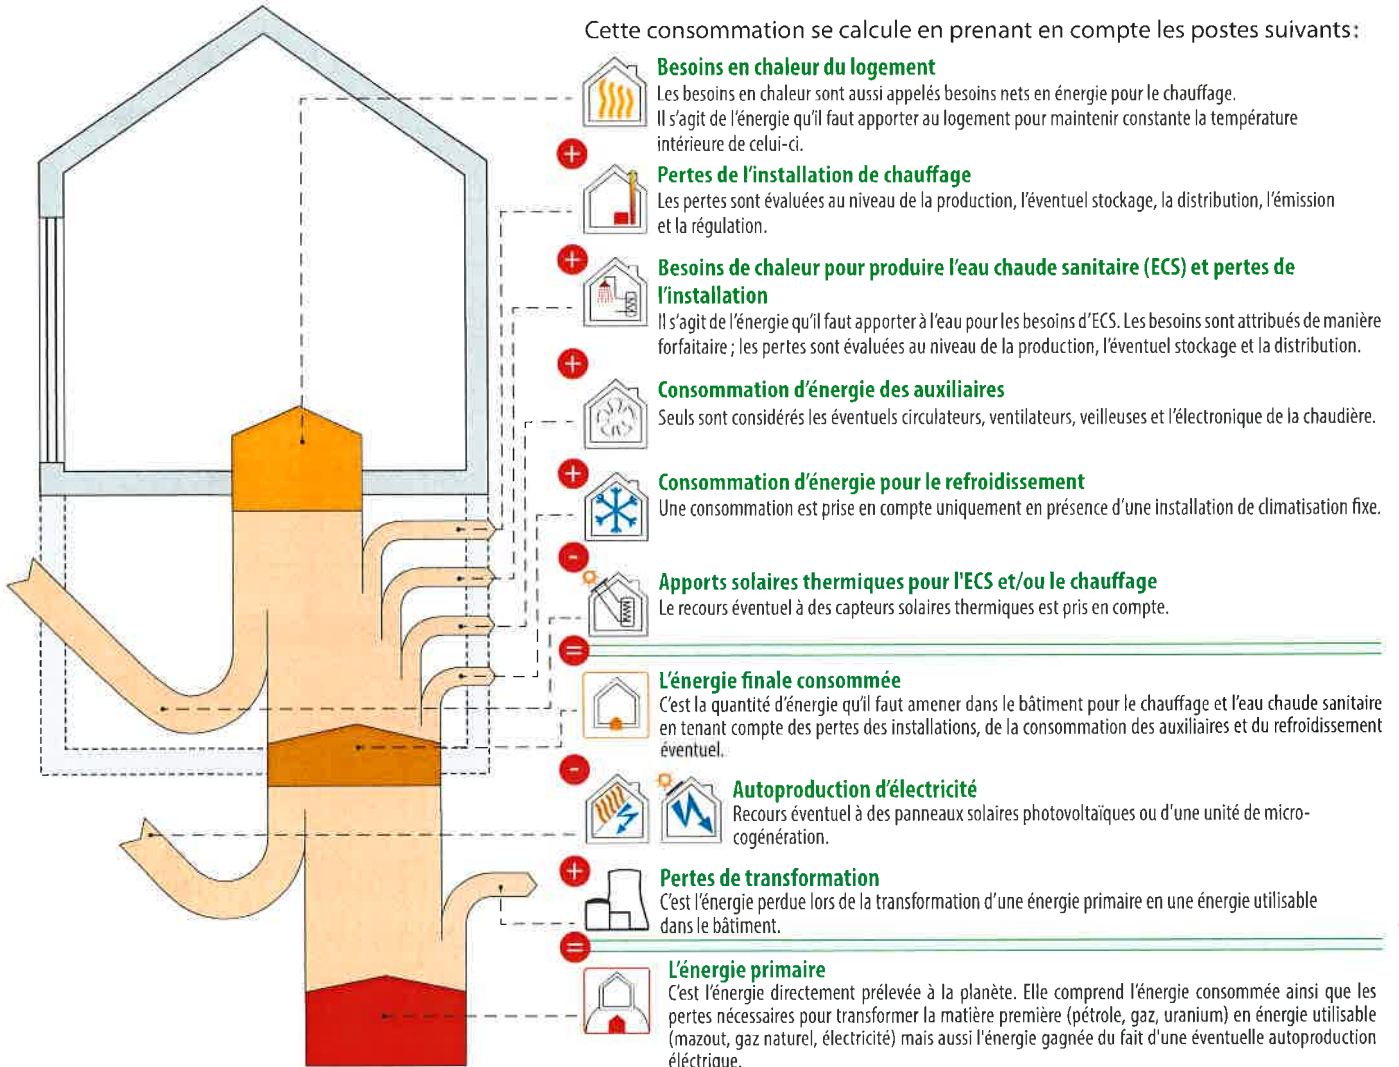 Cette consommation se calcule en prenant en compte les postes suivants:
Besoins en chaleur du logement
Les besoins en chaleur sont aussi appelés besoins nets en énergie pour le chauffage.
Il s'agit de l'énergie qu'il faut apporter au logement pour maintenir constante la température
intérieure de celui-ci.
+
Pertes de l'installation de chauffage
Les pertes sont évaluées au niveau de la production, l'éventuel stockage, la distribution, l'émission
et la régulation.
+
Besoins de chaleur pour produire l'eau chaude sanitaire (ECS) et pertes de
l'installation
Il s'agit de l'énergie qu'il faut apporter à l'eau pour les besoins d'ECS. Les besoins sont attribués de manière
forfaitaire ; les pertes sont évaluées au niveau de la production, l'éventuel stockage et la distribution.
+
Consommation d'énergie des auxiliaires
Seuls sont considérés les éventuels circulateurs, ventilateurs, veilleuses et l'électronique de la chaudière.
+
Consommation d'énergie pour le refroidissement
Une consommation est prise en compte uniquement en présence d'une installation de climatisation fixe.
-
Apports solaires thermiques pour l'ECS et/ou le chauffage
Le recours éventuel à des capteurs solaires thermiques est pris en compte.
=
L'énergie finale consommée
C'est la quantité d'énergie qu'il faut amener dans le bâtiment pour le chauffage et l'eau chaude sanitaire
en tenant compte des pertes des installations, de la consommation des auxiliaires et du refroidissement
éventuel.
-
Autoproduction d'électricité
Recours éventuel à des panneaux solaires photovoltaïques ou d'une unité de micro-
cogénération.
+
Pertes de transformation
C'est l'énergie perdue lors de la transformation d'une énergie primaire en une énergie utilisable
dans le bâtiment.
=
L'énergie primaire
C'est l'énergie directement prélevée à la planète. Elle comprend l'énergie consommée ainsi que les
pertes nécessaires pour transformer la matière première (pétrole, gaz, uranium) en énergie utilisable
(mazout, gaz naturel, électricité) mais aussi l'énergie gagnée du fait d'une éventuelle autoproduction
éléctrique.